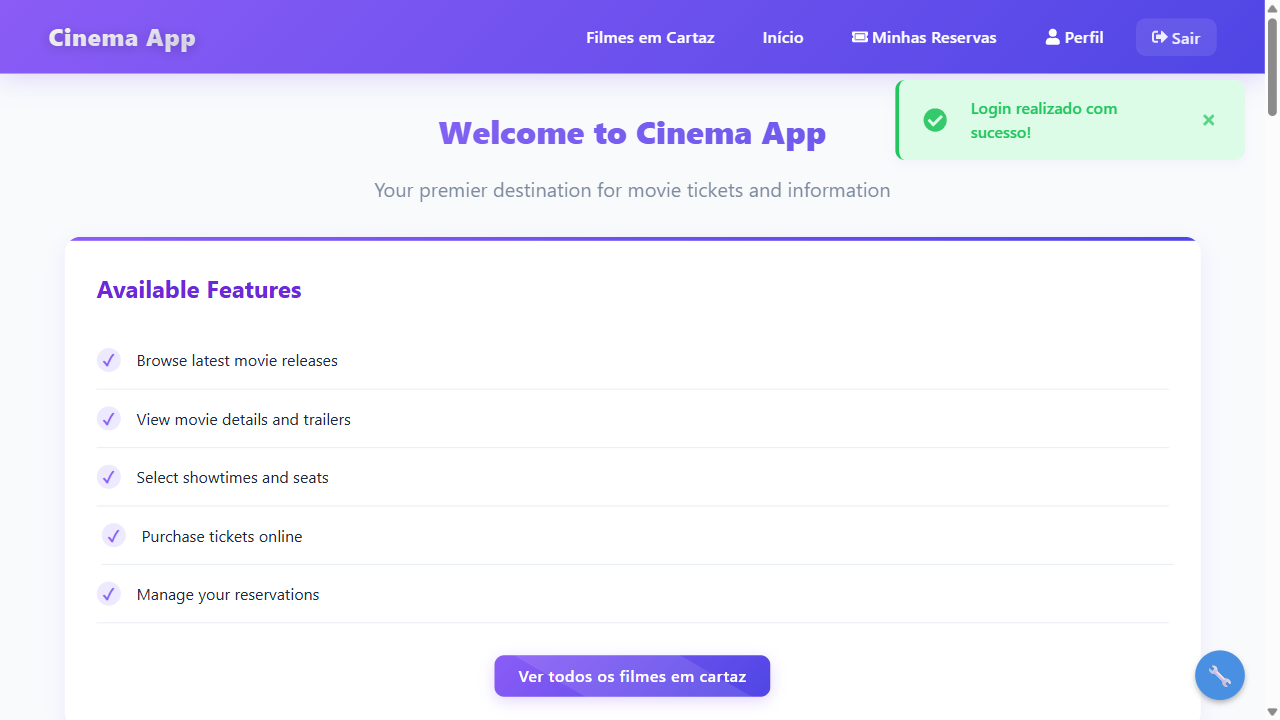 Cinema App
Filmes em Cartaz
Início
Minhas Reservas
Perfil
Sair
Login realizado com
sucesso!
Welcome to Cinema App
Your premier destination for movie tickets and information
Available Features
Browse latest movie releases
View movie details and trailers
Select showtimes and seats
Purchase tickets online
Manage your reservations
Ver todos os filmes em cartaz